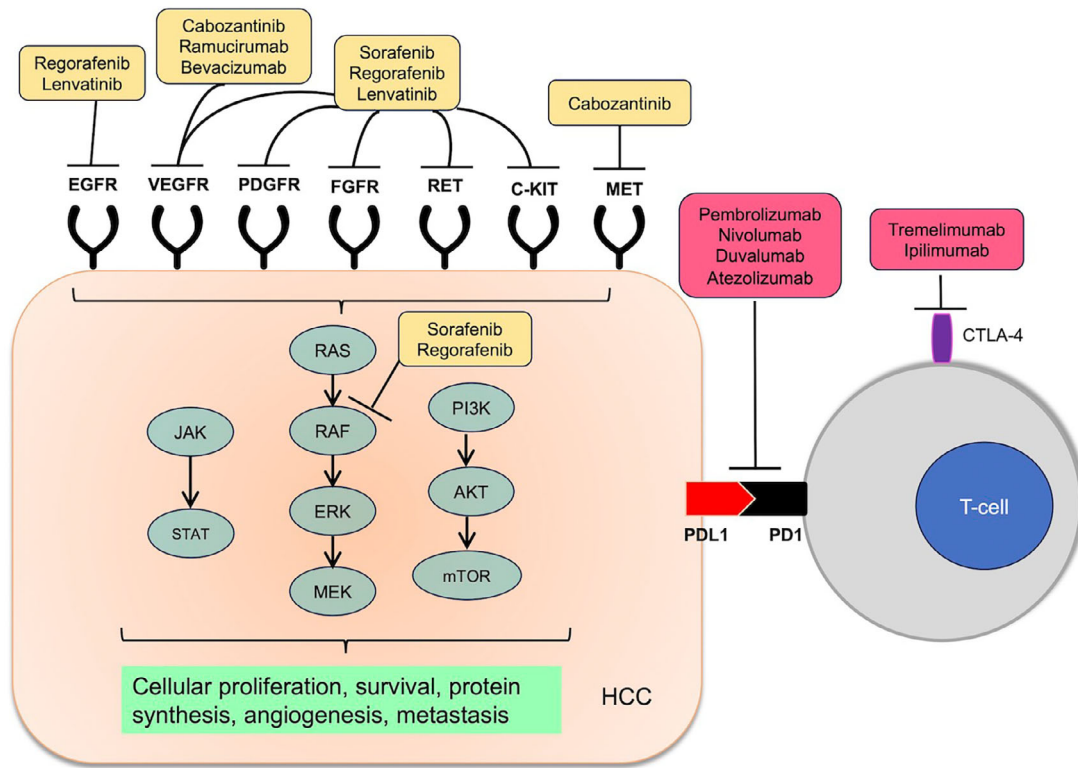 Regorafenib
Lenvatinib
Cabozantinib
Ramucirumab
Bevacizumab
Sorafenib
Regorafenib
Lenvatinib
Cabozantinib
EGFR
VEGFR
PDGFR
FGFR
RET
C-KIT
MET
Pembrolizumab
Nivolumab
Duvalumab
Atezolizumab
Tremelimumab
Ipilimumab
CTLA-4
Sorafenib
Regorafenib
RAS
RAF
ERK
MEK
JAK
STAT
PI3K
AKT
mTOR
PDL1
PD1
T-cell
Cellular proliferation, survival, protein
synthesis, angiogenesis, metastasis
HCC